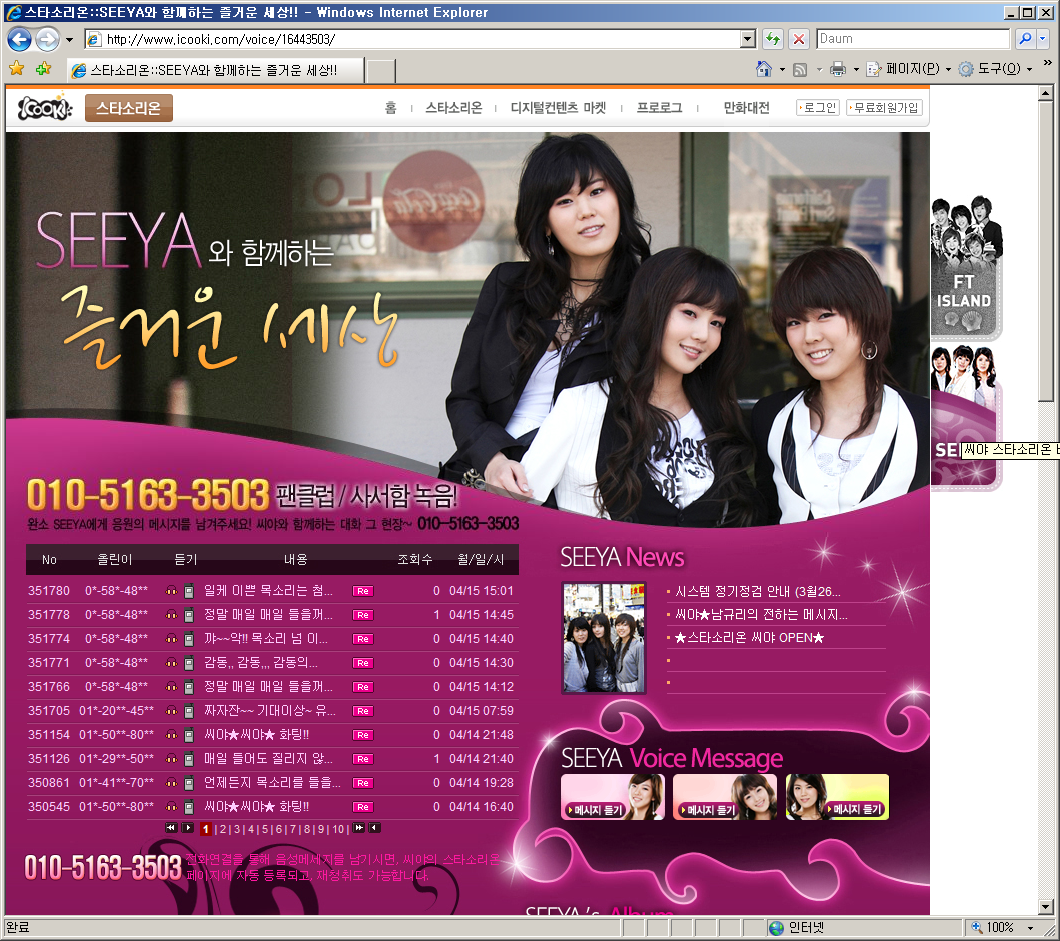 스타소리온::SEEYA와 함께하는 즐거운 세상!! - Windows Internet Explorer
http://www.icooki.com/voice/16443503/
Daum
스타소리온::SEEYA와 함께하는 즐거운 세상!!
페이지(P) 도구(O) »
iCOOKi 스타소리온 홈 스타소리온 디지털컨텐츠 마켓 프로로그 만화대전 로그인 무료회원가입
Coca-Cola
SEEYA 와 함께하는
즐거운 세상
FT
ISLAND
씨야 스타소리온
010-5163-3503 팬클럽 / 사서함 녹음!
완소 SEEYA에게 응원의 메시지를 남겨주세요! 씨야와 함께하는 대화 그 현장~ 010-5163-3503
No 올린이 듣기 내용 조회수 월/일/시
351780 0*-58*-48** 일케 이쁜 목소리는 첨... Re 0 04/15 15:01
351778 0*-58*-48** 정말 매일 매일 들을꺼... Re 1 04/15 14:45
351774 0*-58*-48** 꺄~~악!! 목소리 넘 이... Re 0 04/15 14:40
351771 0*-58*-48** 감동,, 감동,,, 감동의... Re 0 04/15 14:30
351766 0*-58*-48** 정말 매일 매일 들을꺼... Re 0 04/15 14:12
351705 01*-20**-45** 짜자잔~~ 기대이상~ 유... Re 0 04/15 07:59
351154 01*-50**-80** 씨야★씨야★ 화팅!! Re 0 04/14 21:48
351126 01*-29**-50** 매일 들어도 질리지 않... Re 1 04/14 21:40
350861 01*-41**-70** 언제든지 목소리를 들을... Re 0 04/14 19:28
350545 01*-50**-80** 씨야★씨야★ 화팅!! Re 0 04/14 16:40
1 | 2 | 3 | 4 | 5 | 6 | 7 | 8 | 9 | 10 |
010-5163-3503 전화연결을 통해 음성메세지를 남기시면, 씨야의 스타소리온
페이지에 자동 등록되고, 재청취도 가능합니다.
SEEYA News
시스템 정기정검 안내 (3월26...
씨야★남규리의 전하는 메시지...
★스타소리온 씨야 OPEN★
SEEYA Voice Message
메시지 듣기 메시지 듣기 메시지 듣기
SEEYA's Album
완료 인터넷 100%